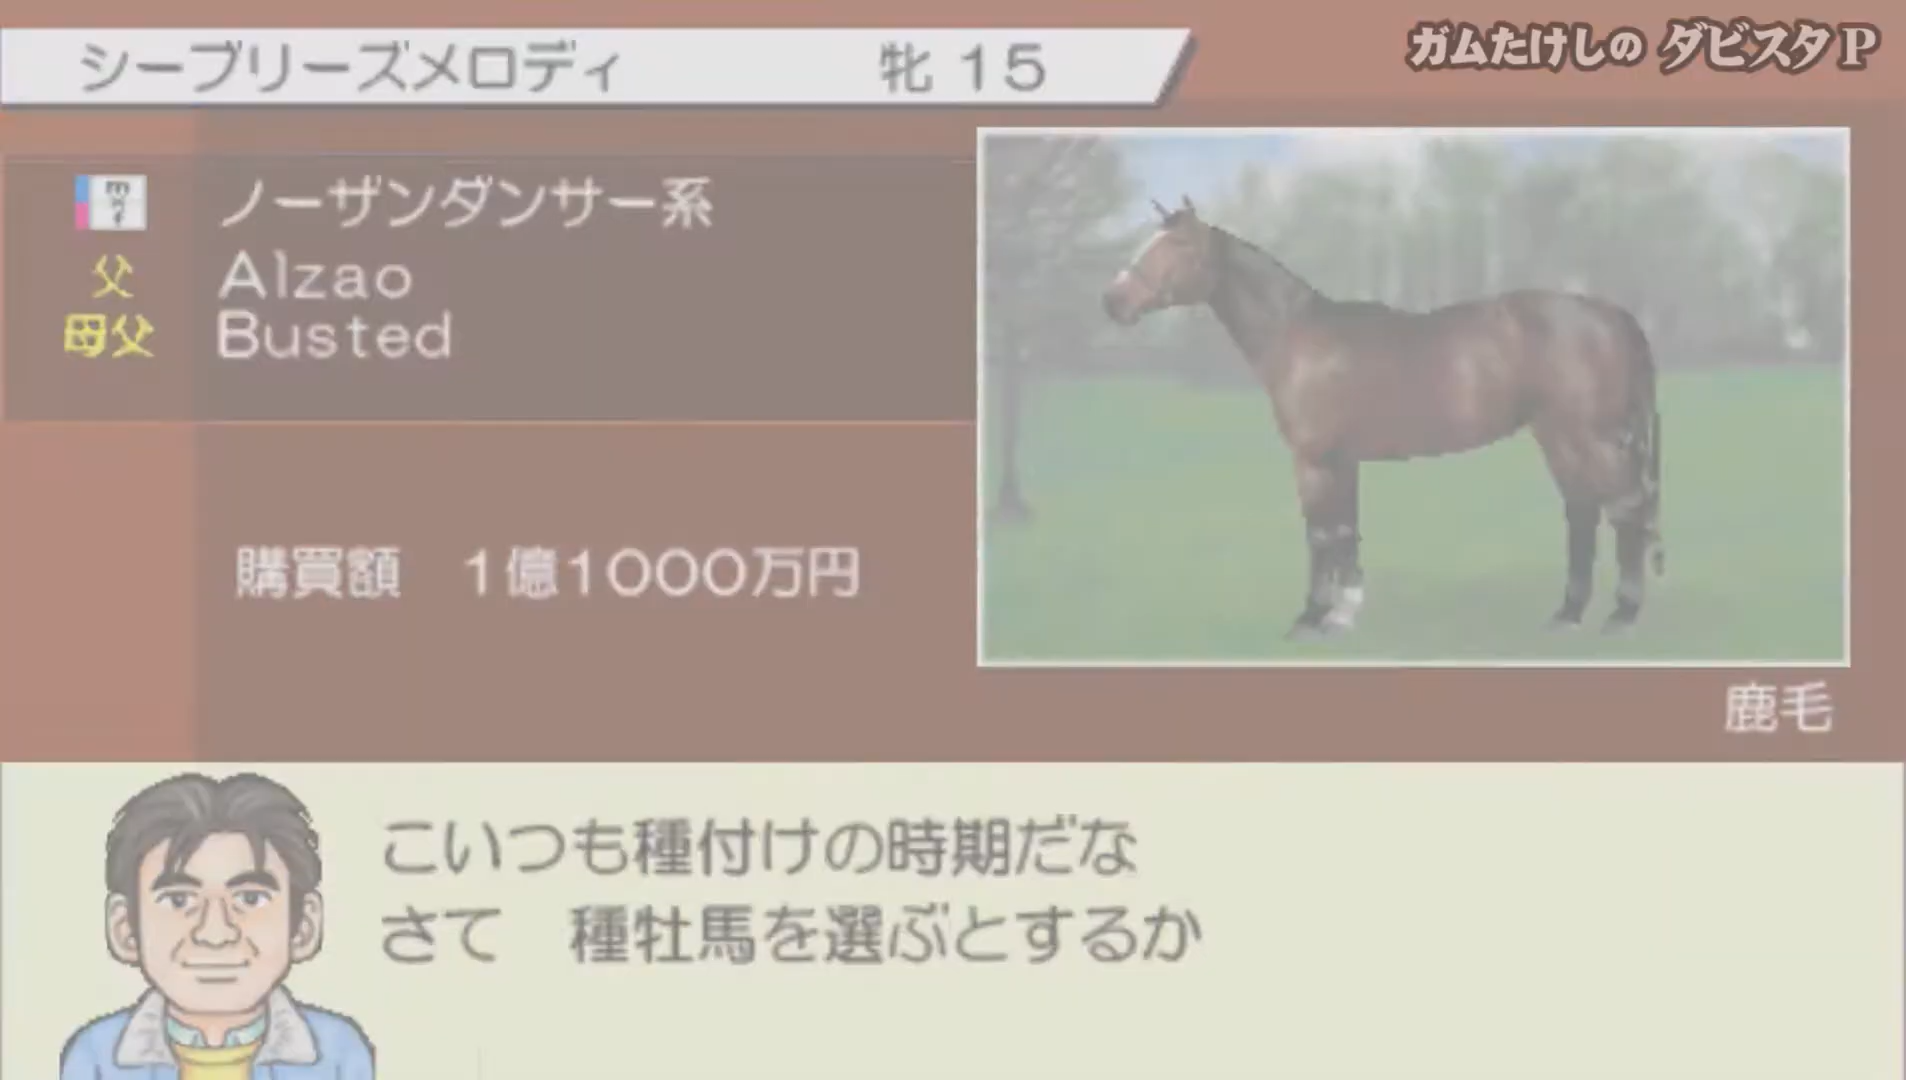 シーブリーズメロディ　牝 15
ガムたけしの ダビスタP
ノーザンダンサー系
父 Alzao
母父 Busted
購買額　1億1000万円
鹿毛
こいつも種付けの時期だな
さて　種牡馬を選ぶとするか